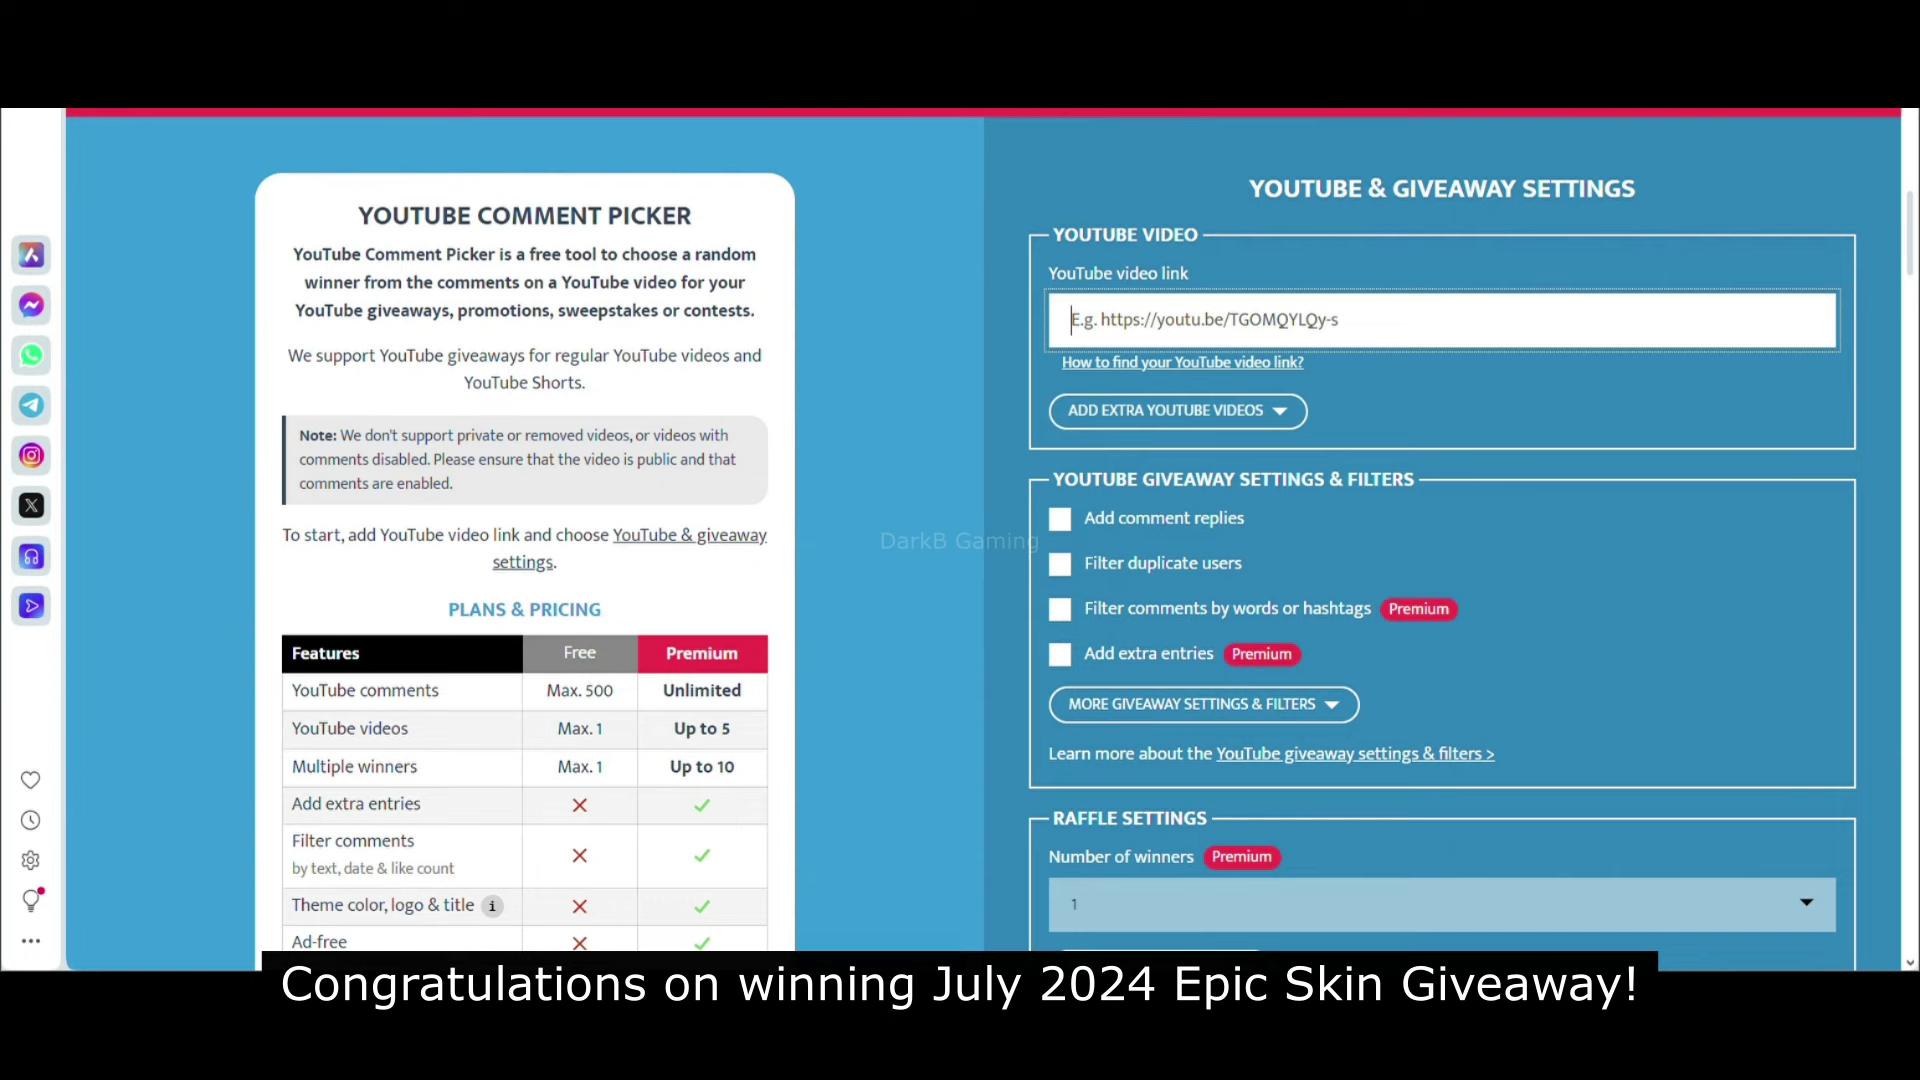 YOUTUBE COMMENT PICKER
YouTube Comment Picker is a free tool to choose a random
winner from the comments on a YouTube video for your
YouTube giveaways, promotions, sweepstakes or contests.
We support YouTube giveaways for regular YouTube videos and
YouTube Shorts.
Note: We don't support private or removed videos, or videos with
comments disabled. Please ensure that the video is public and that
comments are enabled.
To start, add YouTube video link and choose YouTube & giveaway
settings.
PLANS & PRICING
Features Free Premium
YouTube comments Max. 500 Unlimited
YouTube videos Max. 1 Up to 5
Multiple winners Max. 1 Up to 10
Add extra entries
Filter comments
by text, date & like count
Theme color, logo & title i
Ad-free
DarkB Gaming
YOUTUBE & GIVEAWAY SETTINGS
YOUTUBE VIDEO
YouTube video link
E.g. https://youtu.be/TGOMQYLQy-s
How to find your YouTube video link?
ADD EXTRA YOUTUBE VIDEOS
YOUTUBE GIVEAWAY SETTINGS & FILTERS
Add comment replies
Filter duplicate users
Filter comments by words or hashtags Premium
Add extra entries Premium
MORE GIVEAWAY SETTINGS & FILTERS
Learn more about the YouTube giveaway settings & filters >
RAFFLE SETTINGS
Number of winners Premium
1
Congratulations on winning July 2024 Epic Skin Giveaway!